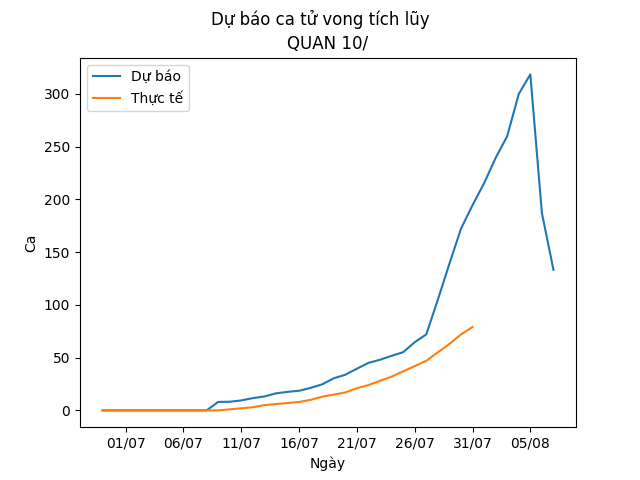 Dự báo ca tử vong tích lũy
QUAN 10/
Dự báo
Thực tế
300
250
200
150
100
50
0
Ca
01/07 06/07 11/07 16/07 21/07 26/07 31/07 05/08
Ngày